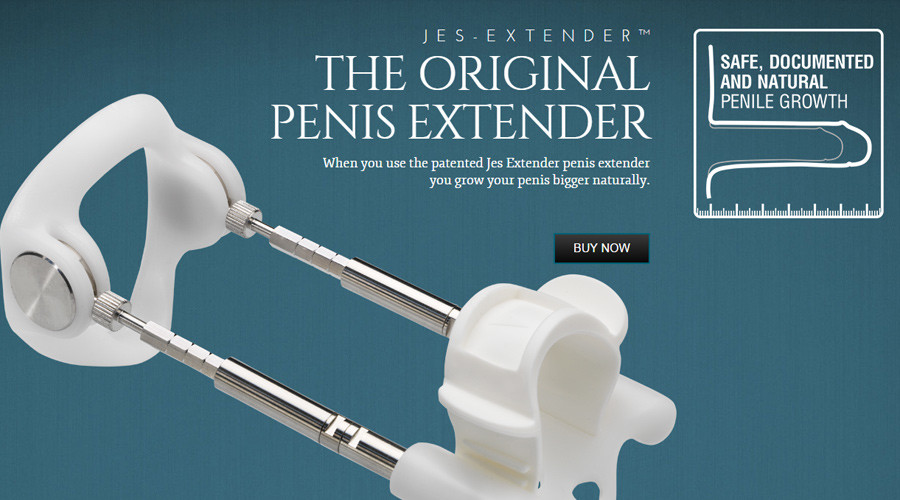 JES-EXTENDER™
THE ORIGINAL
PENIS EXTENDER
When you use the patented Jes Extender penis extender
you grow your penis bigger naturally.
BUY NOW
SAFE, DOCUMENTED
AND NATURAL
PENILE GROWTH